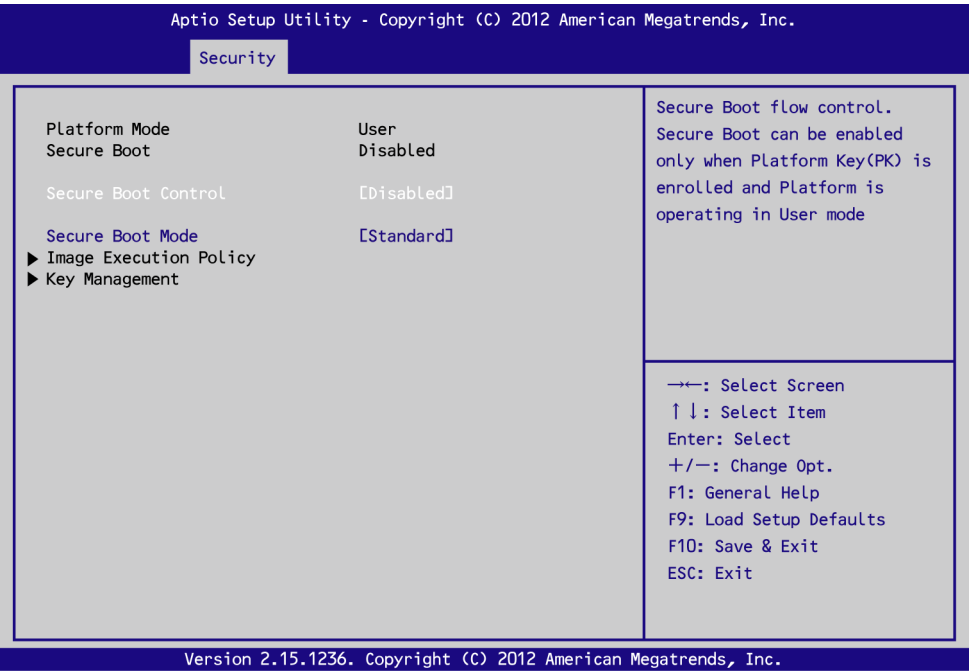 Aptio Setup Utility - Copyright (C) 2012 American Megatrends, Inc.
Security
Platform Mode User
Secure Boot Disabled
Secure Boot Control [Disabled]
Secure Boot Mode [Standard]
▶ Image Execution Policy
▶ Key Management
Secure Boot flow control.
Secure Boot can be enabled
only when Platform Key(PK) is
enrolled and Platform is
operating in User mode
→←: Select Screen
↑↓: Select Item
Enter: Select
+/-: Change Opt.
F1: General Help
F9: Load Setup Defaults
F10: Save & Exit
ESC: Exit
Version 2.15.1236. Copyright (C) 2012 American Megatrends, Inc.